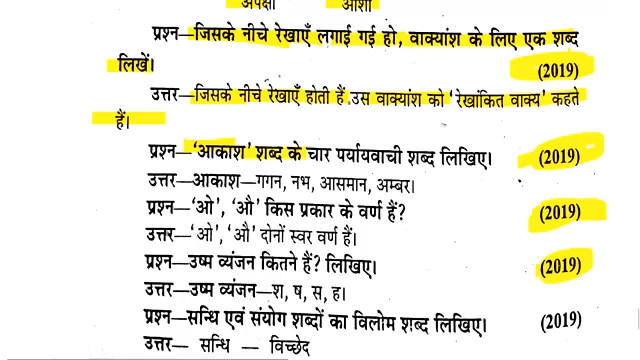 अपेक्षा आशा
प्रश्न–जिसके नीचे रेखाएँ लगाई गई हो, वाक्यांश के लिए एक शब्द
लिखें। (2019)
उत्तर–जिसके नीचे रेखाएँ होती हैं उस वाक्यांश को ‘रेखांकित वाक्य’ कहते
हैं।
प्रश्न–‘आकाश’ शब्द के चार पर्यायवाची शब्द लिखिए। (2019)
उत्तर–आकाश–गगन, नभ, आसमान, अम्बर।
प्रश्न–‘ओ’, ‘औ’ किस प्रकार के वर्ण हैं? (2019)
उत्तर–‘ओ’, ‘औ’ दोनों स्वर वर्ण हैं।
प्रश्न–उष्म व्यंजन कितने हैं? लिखिए। (2019)
उत्तर–उष्म व्यंजन–श, ष, स, ह।
प्रश्न–सन्धि एवं संयोग शब्दों का विलोम शब्द लिखिए। (2019)
उत्तर– सन्धि – विच्छेद